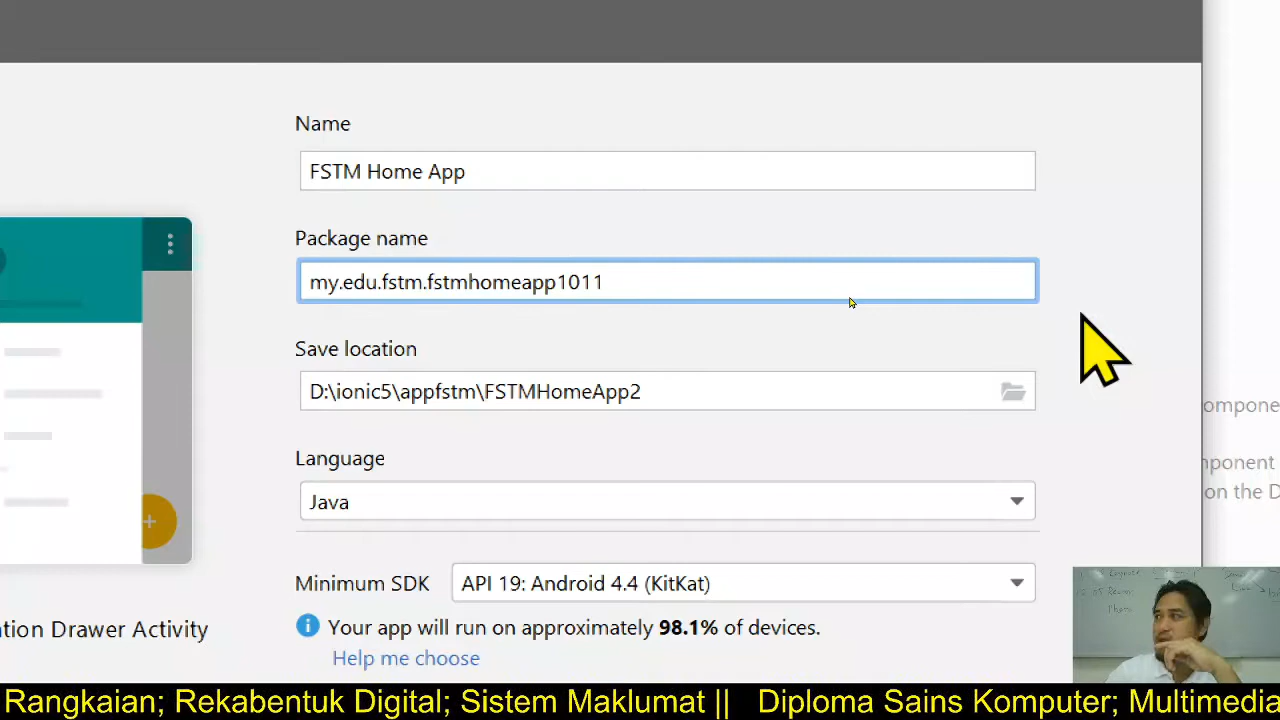 Name
FSTM Home App
Package name
my.edu.fstm.fstmhomeapp1011
Save location
D:\ionic5\appfstm\FSTMHomeApp2
Language
Java
Minimum SDK
API 19: Android 4.4 (KitKat)
Your app will run on approximately 98.1% of devices.
Help me choose
tion Drawer Activity
ompone
nponent
on the D
Rangkaian; Rekabentuk Digital; Sistem Maklumat || Diploma Sains Komputer; Multimedia